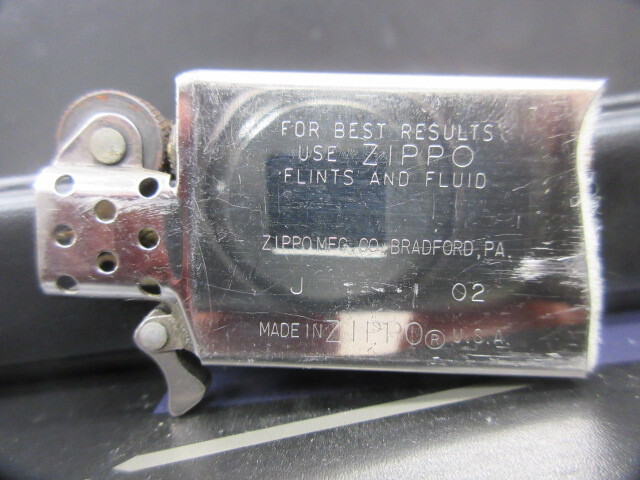 FOR BEST RESULTS
USE ZIPPO
FLINTS AND FLUID
ZIPPO MFG. CO. BRADFORD, PA.
J 02
MADE IN ZIPPO® U.S.A.